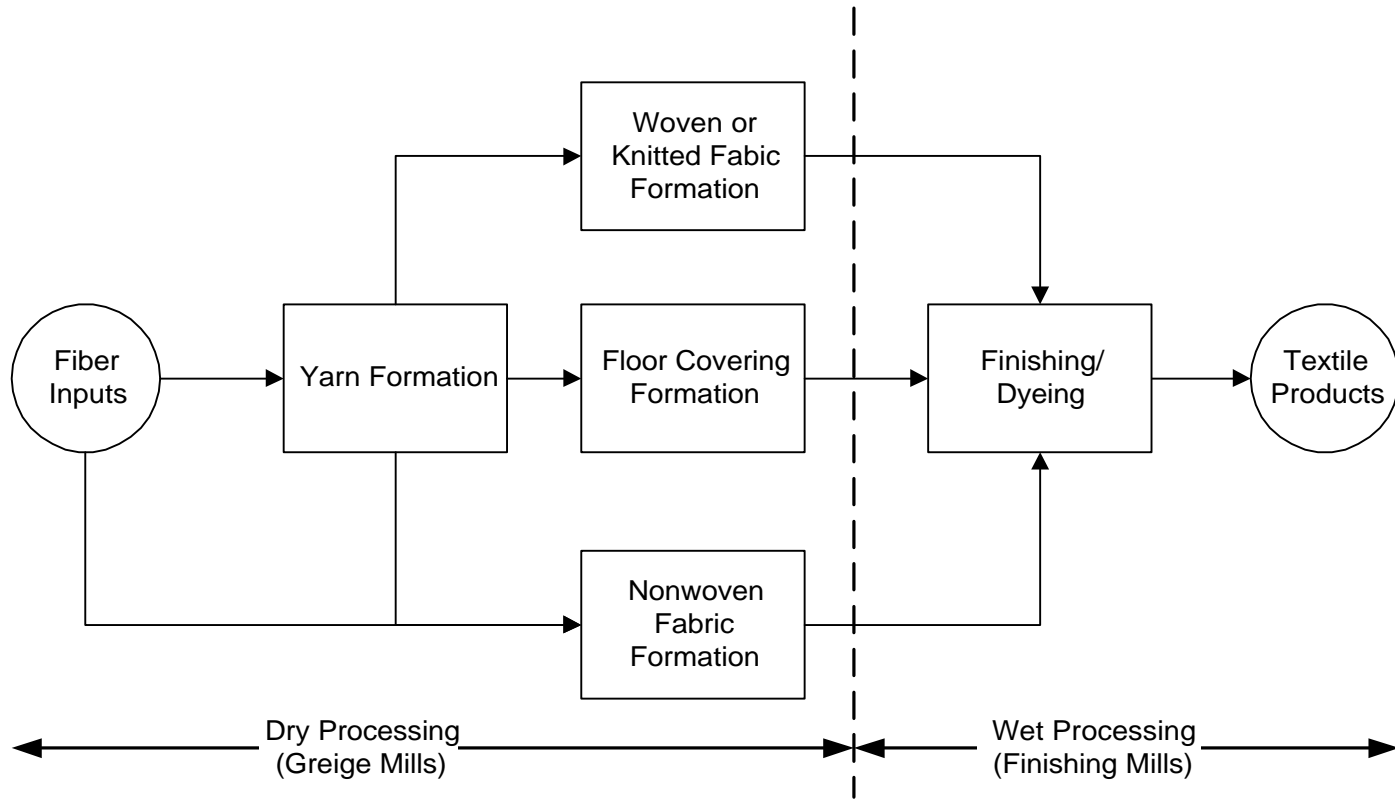 Woven or
Knitted Fabic
Formation
Fiber
Inputs
Yarn Formation
Floor Covering
Formation
Finishing/
Dyeing
Textile
Products
Nonwoven
Fabric
Formation
Dry Processing
(Greige Mills)
Wet Processing
(Finishing Mills)